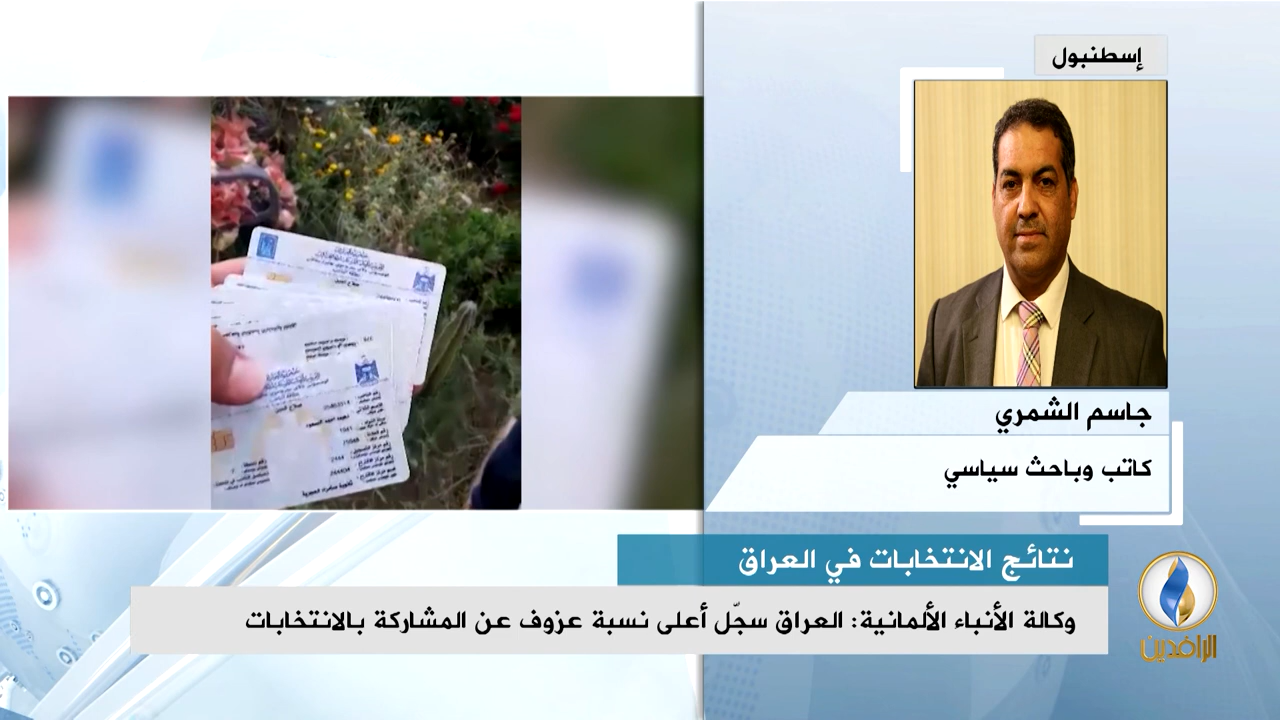 إسطنبول
جاسم الشمري
كاتب وباحث سياسي
نتائج الانتخابات في العراق
وكالة الأنباء الألمانية: العراق سجّل أعلى نسبة عزوف عن المشاركة بالانتخابات
الرافدين